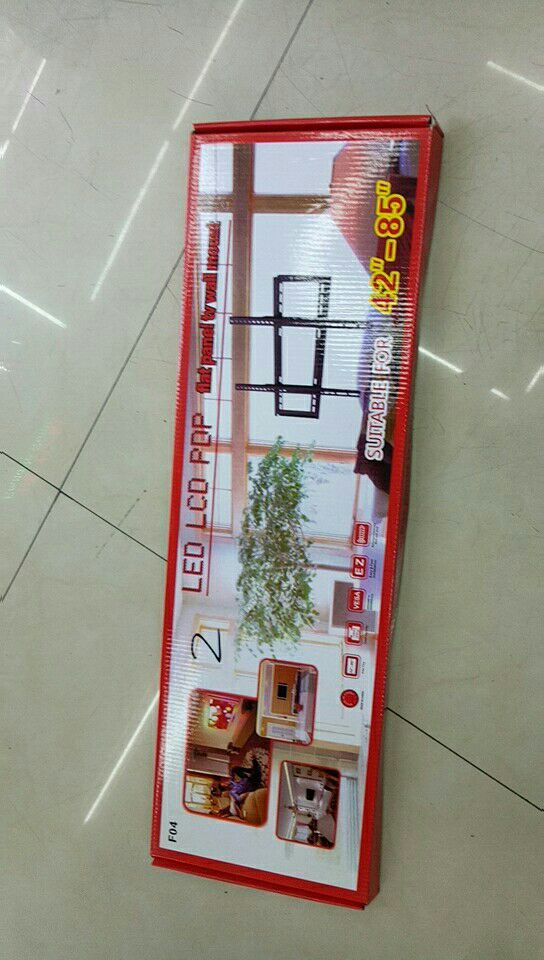 LED LCD PDP flat panel tv wall mount
SUITABLE FOR 42"-85"
2
VESA
EZ
F04